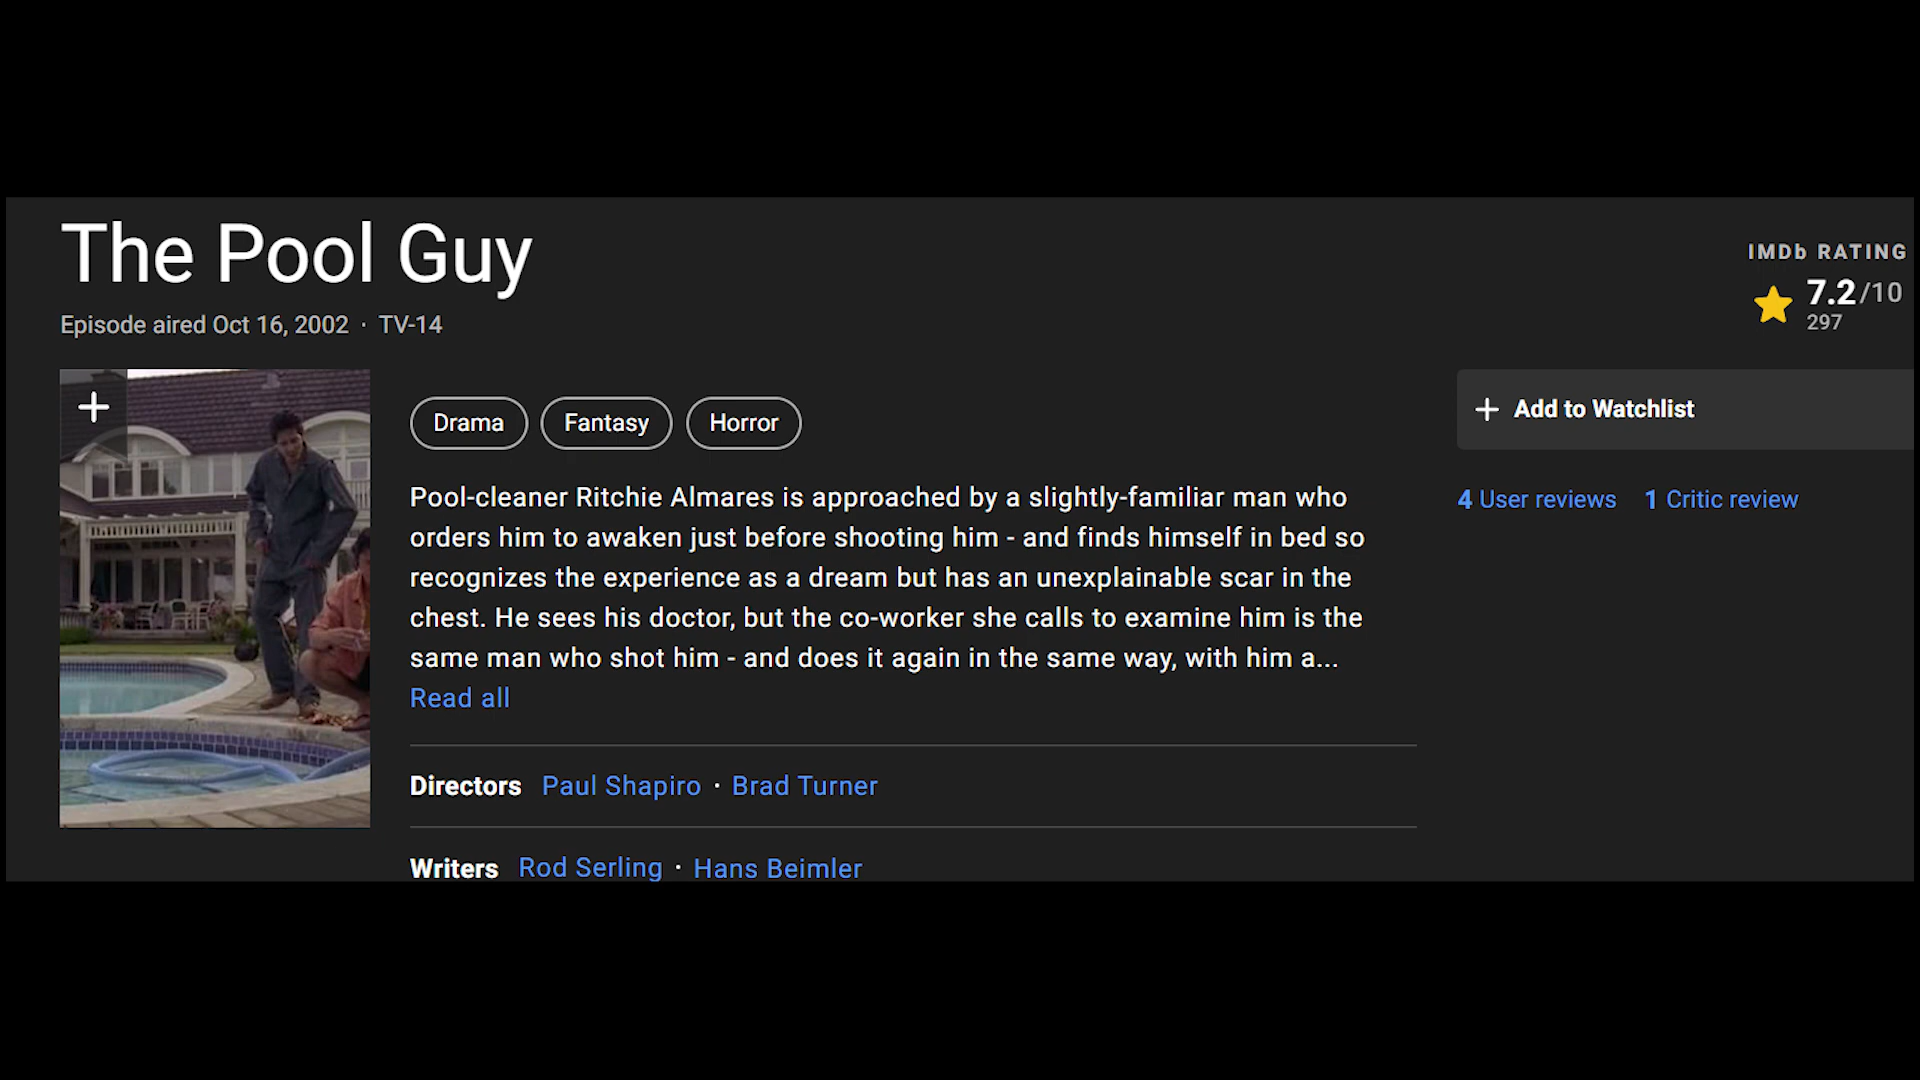 The Pool Guy
Episode aired Oct 16, 2002 · TV-14
IMDb RATING
7.2/10
297
Drama
Fantasy
Horror
Add to Watchlist
Pool-cleaner Ritchie Almares is approached by a slightly-familiar man who
orders him to awaken just before shooting him - and finds himself in bed so
recognizes the experience as a dream but has an unexplainable scar in the
chest. He sees his doctor, but the co-worker she calls to examine him is the
same man who shot him - and does it again in the same way, with him a...
Read all
4 User reviews
1 Critic review
Directors Paul Shapiro · Brad Turner
Writers Rod Serling · Hans Beimler